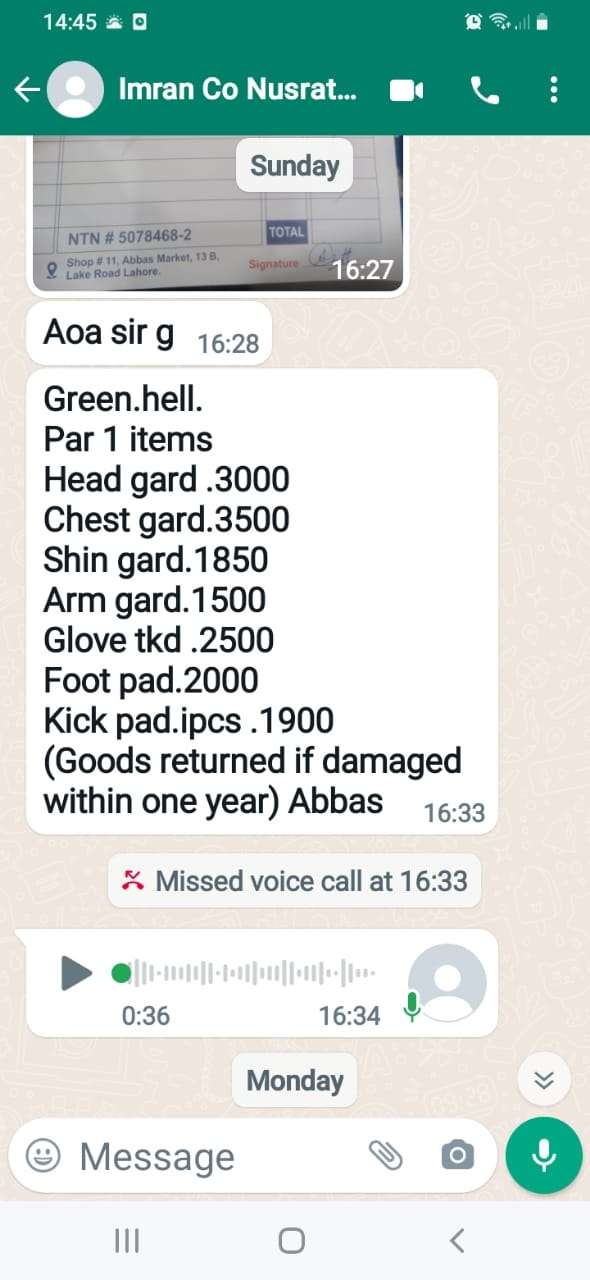 14:45
Imran Co Nusrat...
Sunday
NTN # 5078468-2
TOTAL
Shop # 11, Abbas Market, 13 B,
Lake Road Lahore.
Signature
16:27
Aoa sir g 16:28
Green.hell.
Par 1 items
Head gard .3000
Chest gard.3500
Shin gard.1850
Arm gard.1500
Glove tkd .2500
Foot pad.2000
Kick pad.ipcs .1900
(Goods returned if damaged
within one year) Abbas 16:33
Missed voice call at 16:33
0:36 16:34
Monday
Message